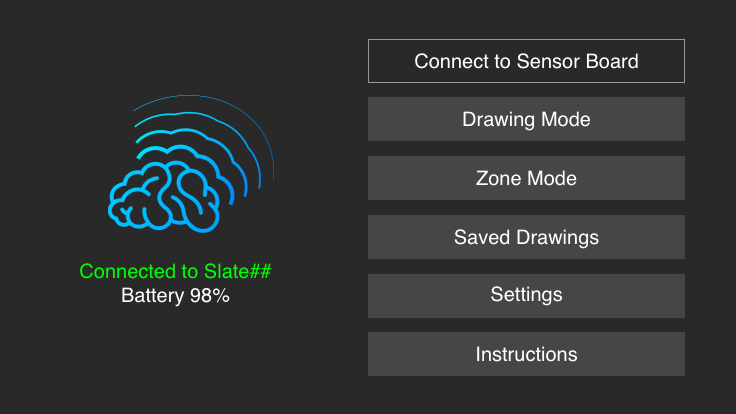 Connect to Sensor Board
Drawing Mode
Zone Mode
Saved Drawings
Settings
Instructions
Connected to Slate##
Battery 98%